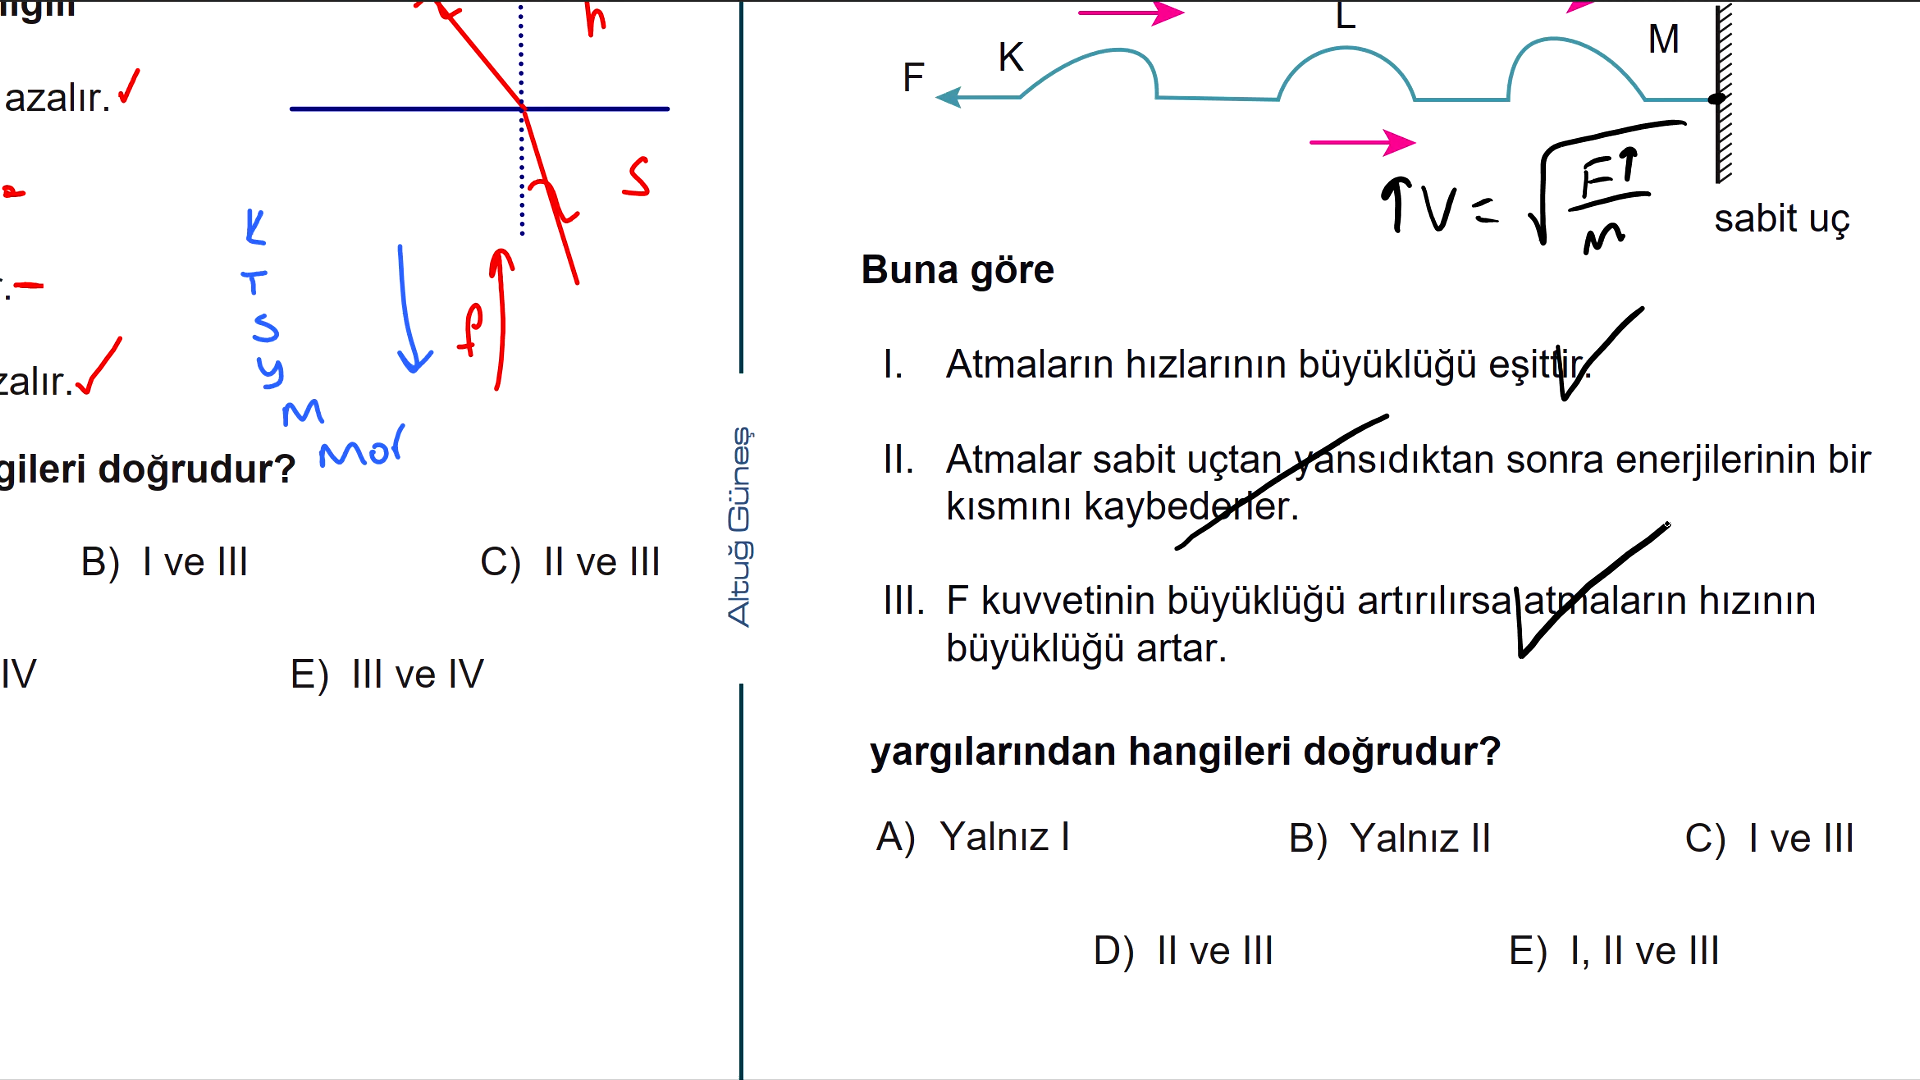 azalır.
n
S
K
T
S
Y
M
Mor
f
zalır.
gileri doğrudur?
B) I ve III
C) II ve III
IV
E) III ve IV
Altuğ Güneş
F
K
L
M
↑V = √F↑/m
sabit uç
Buna göre
I. Atmaların hızlarının büyüklüğü eşittir.
II. Atmalar sabit uçtan yansıdıktan sonra enerjilerinin bir
kısmını kaybederler.
III. F kuvvetinin büyüklüğü artırılırsa atmaların hızının
büyüklüğü artar.
yargılarından hangileri doğrudur?
A) Yalnız I
B) Yalnız II
C) I ve III
D) II ve III
E) I, II ve III